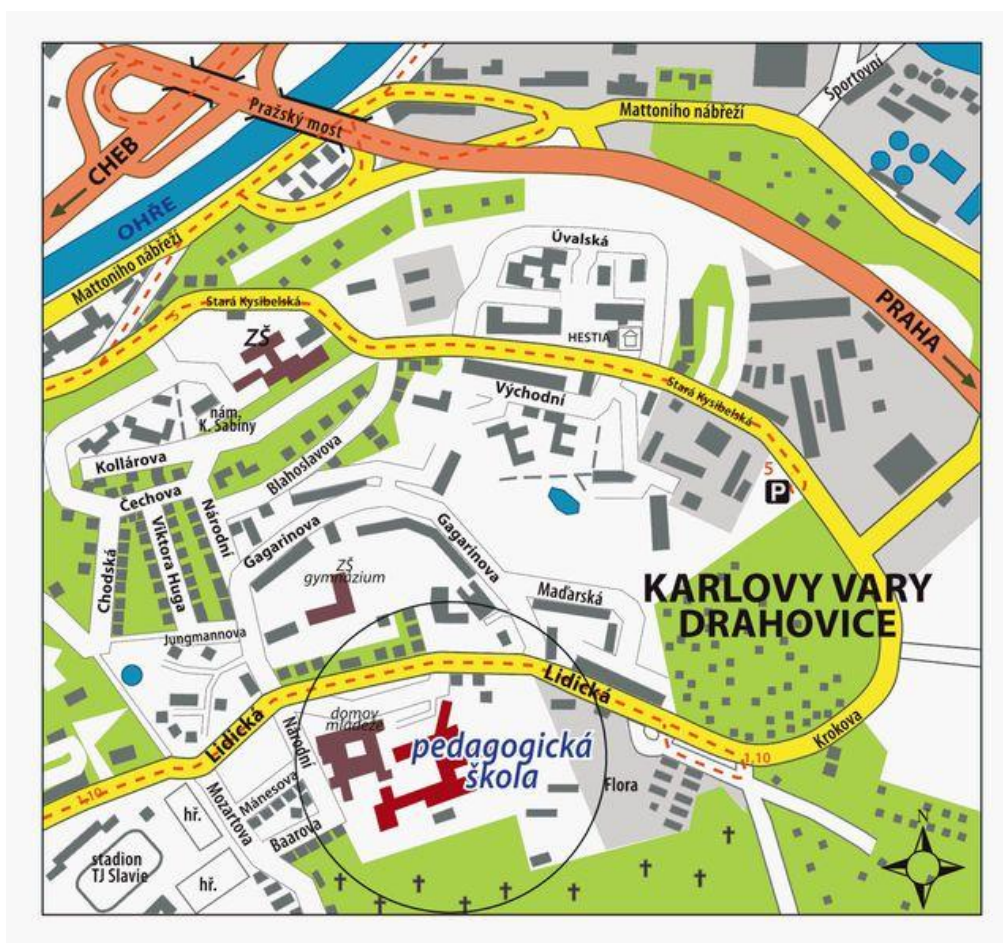 Sportovní
Mattoniho nábřeží
Pražský most
CHEB
OHŘE
Mattoniho nábřeží
Úvalská
PRAHA
Stará Kysibelská
5
HESTIA
ZŠ
Východní
Stará Kysibelská
nám.
K. Sabiny
Kollárova
Blahoslavova
5
P
Čechova
Národní
Viktora Huga
Chodská
Gagarinova
Gagarinova
ZŠ
gymnázium
Maďarská
KARLOVY VARY
DRAHOVICE
Jungmannova
Lidická
Lidická
domov
mládeže
Národní
pedagogická
škola
Krokova
1,10
Flora
1,10
Mánesova
Mozartova
Baarova
hř.
hř.
stadion
TJ Slavie
N